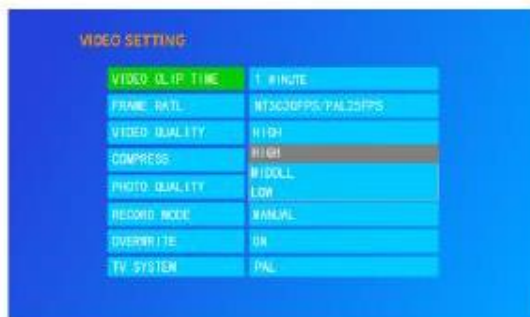 VIDEO SETTING
VIDEO CLIP TIME 1 MINUTE
FRAME RATE NTSC30FPS/PAL25FPS
VIDEO QUALITY HIGH
COMPRESS HIGH
MIDDLL
PHOTO QUALITY LOW
RECORD MODE MANUAL
OVERWRITE ON
TV SYSTEM PAL